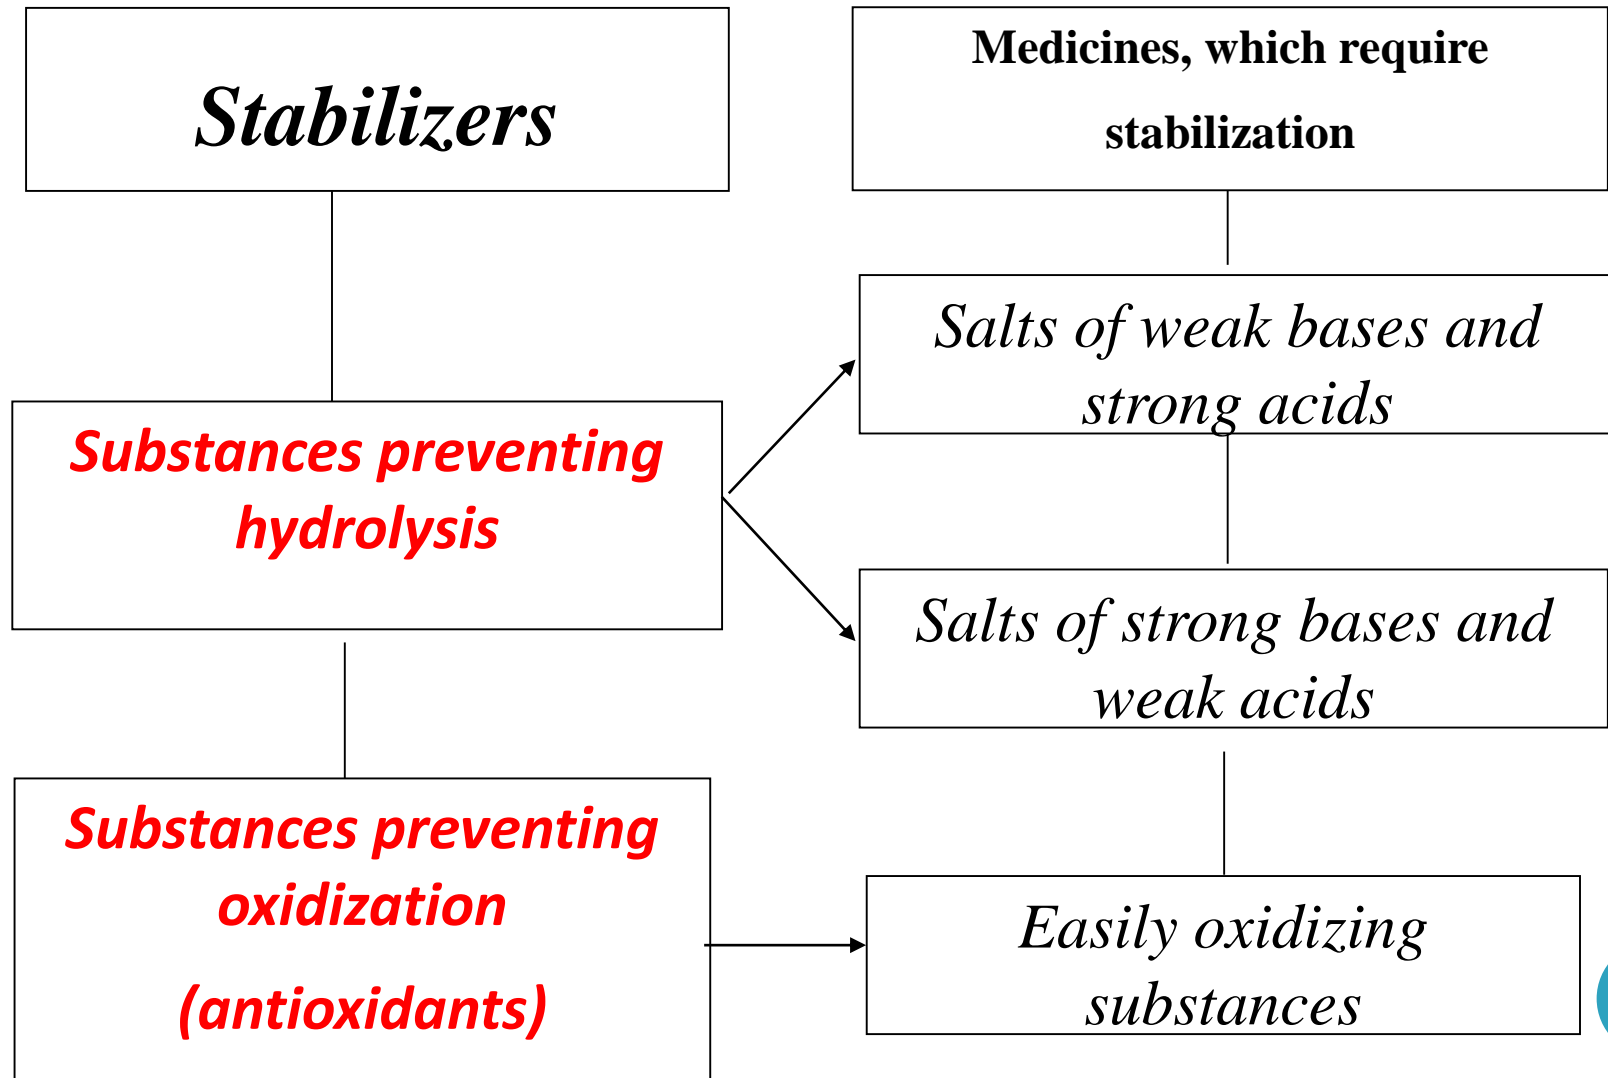 Stabilizers
Medicines, which require
stabilization
Substances preventing
hydrolysis
Salts of weak bases and
strong acids
Salts of strong bases and
weak acids
Substances preventing
oxidization
(antioxidants)
Easily oxidizing
substances